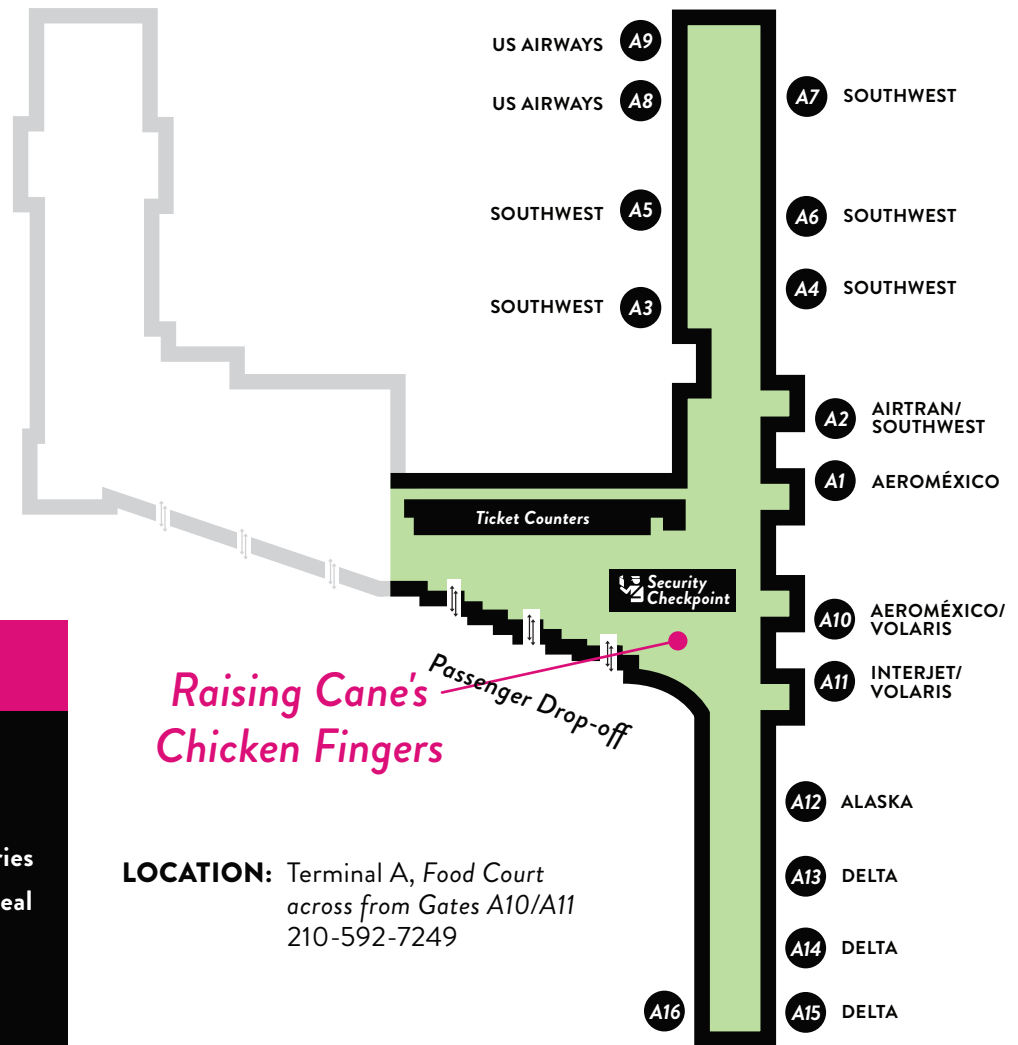 US AIRWAYS A9
A7 SOUTHWEST
US AIRWAYS A8
SOUTHWEST A5
A6 SOUTHWEST
A4 SOUTHWEST
SOUTHWEST A3
A2 AIRTRAN/
SOUTHWEST
A1 AEROMÉXICO
Ticket Counters
Security
Checkpoint
A10 AEROMÉXICO/
VOLARIS
A11 INTERJET/
VOLARIS
Passenger Drop-off
Raising Cane's
Chicken Fingers
A12 ALASKA
ries
eal
LOCATION: Terminal A, Food Court
across from Gates A10/A11
210-592-7249
A13 DELTA
A14 DELTA
A16
A15 DELTA